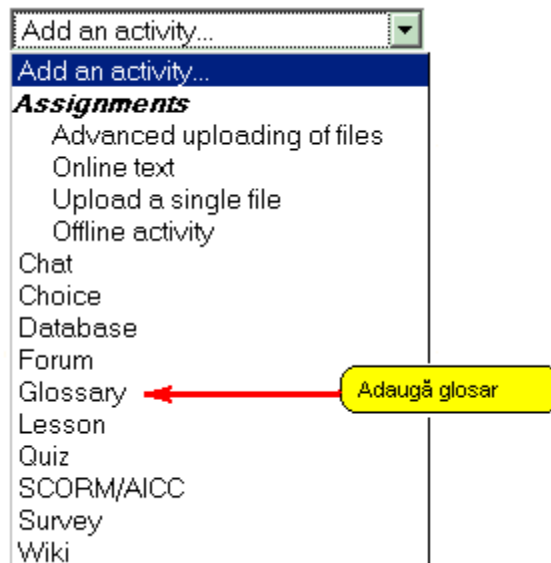 Add an activity...
Add an activity...
Assignments
Advanced uploading of files
Online text
Upload a single file
Offline activity
Chat
Choice
Database
Forum
Glossary
Adaugă glosar
Lesson
Quiz
SCORM/AICC
Survey
Wiki